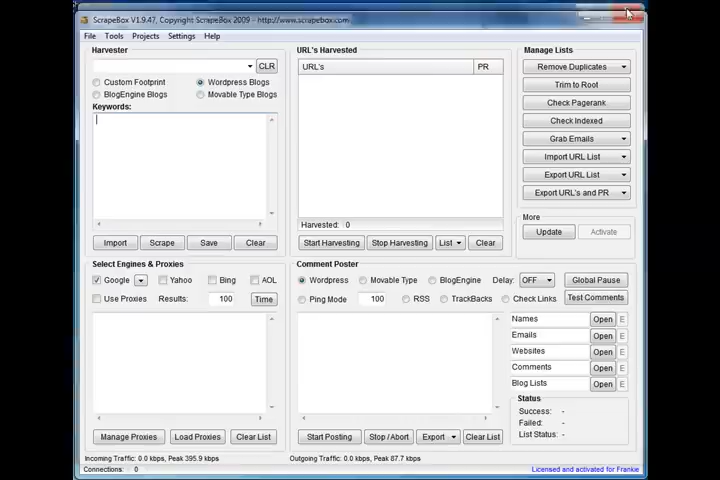 ScrapeBox V1.9.47, Copyright ScrapeBox 2009 - http://www.scrapebox.com
File Tools Projects Settings Help
Harvester
CLR
Custom Footprint Wordpress Blogs
BlogEngine Blogs Movable Type Blogs
Keywords:
Import Scrape Save Clear
URL's Harvested
URL's PR
Harvested: 0
Start Harvesting Stop Harvesting List Clear
Manage Lists
Remove Duplicates
Trim to Root
Check Pagerank
Check Indexed
Grab Emails
Import URL List
Export URL List
Export URL's and PR
More
Update Activate
Select Engines & Proxies
Google Yahoo Bing AOL
Use Proxies Results: 100 Time
Manage Proxies Load Proxies Clear List
Comment Poster
Wordpress Movable Type BlogEngine Delay: OFF Global Pause
Ping Mode 100 RSS TrackBacks Check Links Test Comments
Names Open E
Emails Open E
Websites Open E
Comments Open E
Blog Lists Open E
Status
Success: -
Failed: -
List Status: -
Start Posting Stop / Abort Export Clear List
Incoming Traffic: 0.0 kbps, Peak 395.9 kbps Outgoing Traffic: 0.0 kbps, Peak 87.7 kbps
Connections: 0 Licensed and activated for Frankie